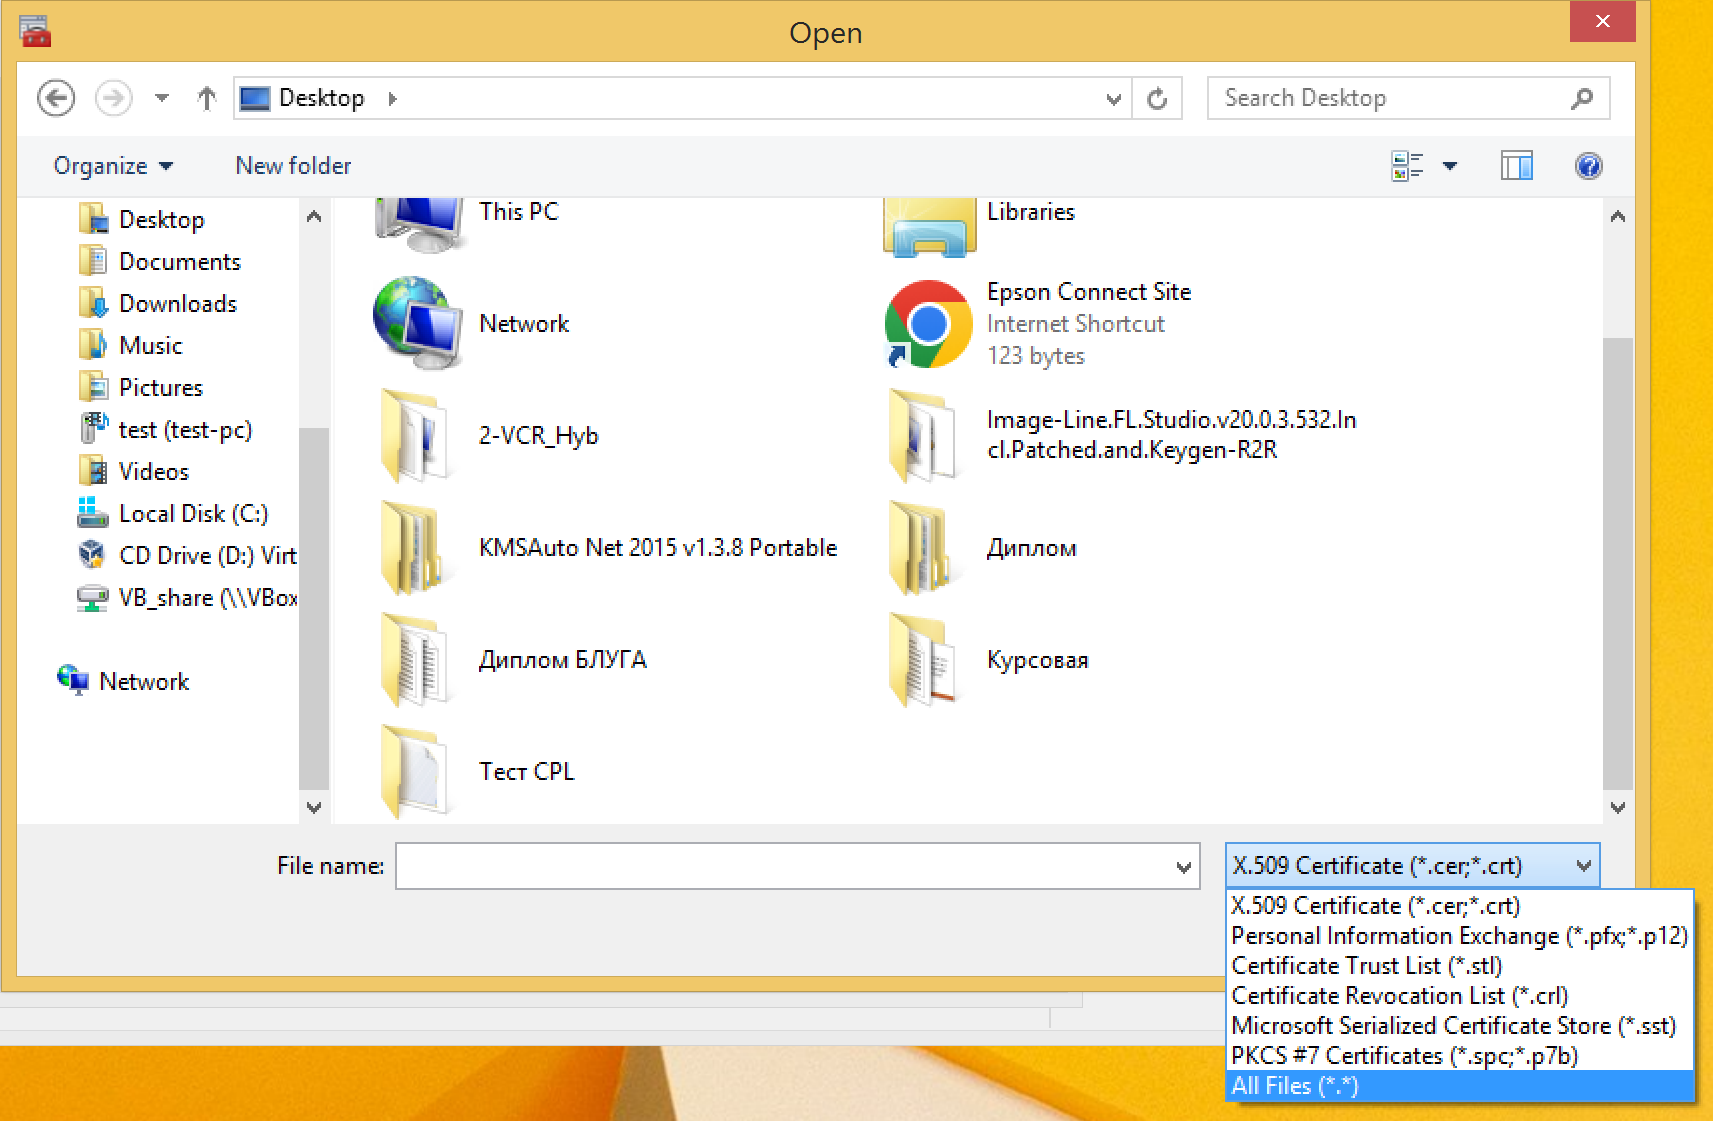 Open
Desktop
Search Desktop
Organize
New folder
Desktop
Documents
Downloads
Music
Pictures
test (test-pc)
Videos
Local Disk (C:)
CD Drive (D:) Virt
VB_share (\\VBox
Network
This PC
Libraries
Network
Epson Connect Site
Internet Shortcut
123 bytes
2-VCR_Hyb
Image-Line.FL.Studio.v20.0.3.532.In
cl.Patched.and.Keygen-R2R
KMSAuto Net 2015 v1.3.8 Portable
Диплом
Диплом БЛУГА
Курсовая
Тест CPL
File name:
X.509 Certificate (*.cer;*.crt)
X.509 Certificate (*.cer;*.crt)
Personal Information Exchange (*.pfx;*.p12)
Certificate Trust List (*.stl)
Certificate Revocation List (*.crl)
Microsoft Serialized Certificate Store (*.sst)
PKCS #7 Certificates (*.spc;*.p7b)
All Files (*.*)